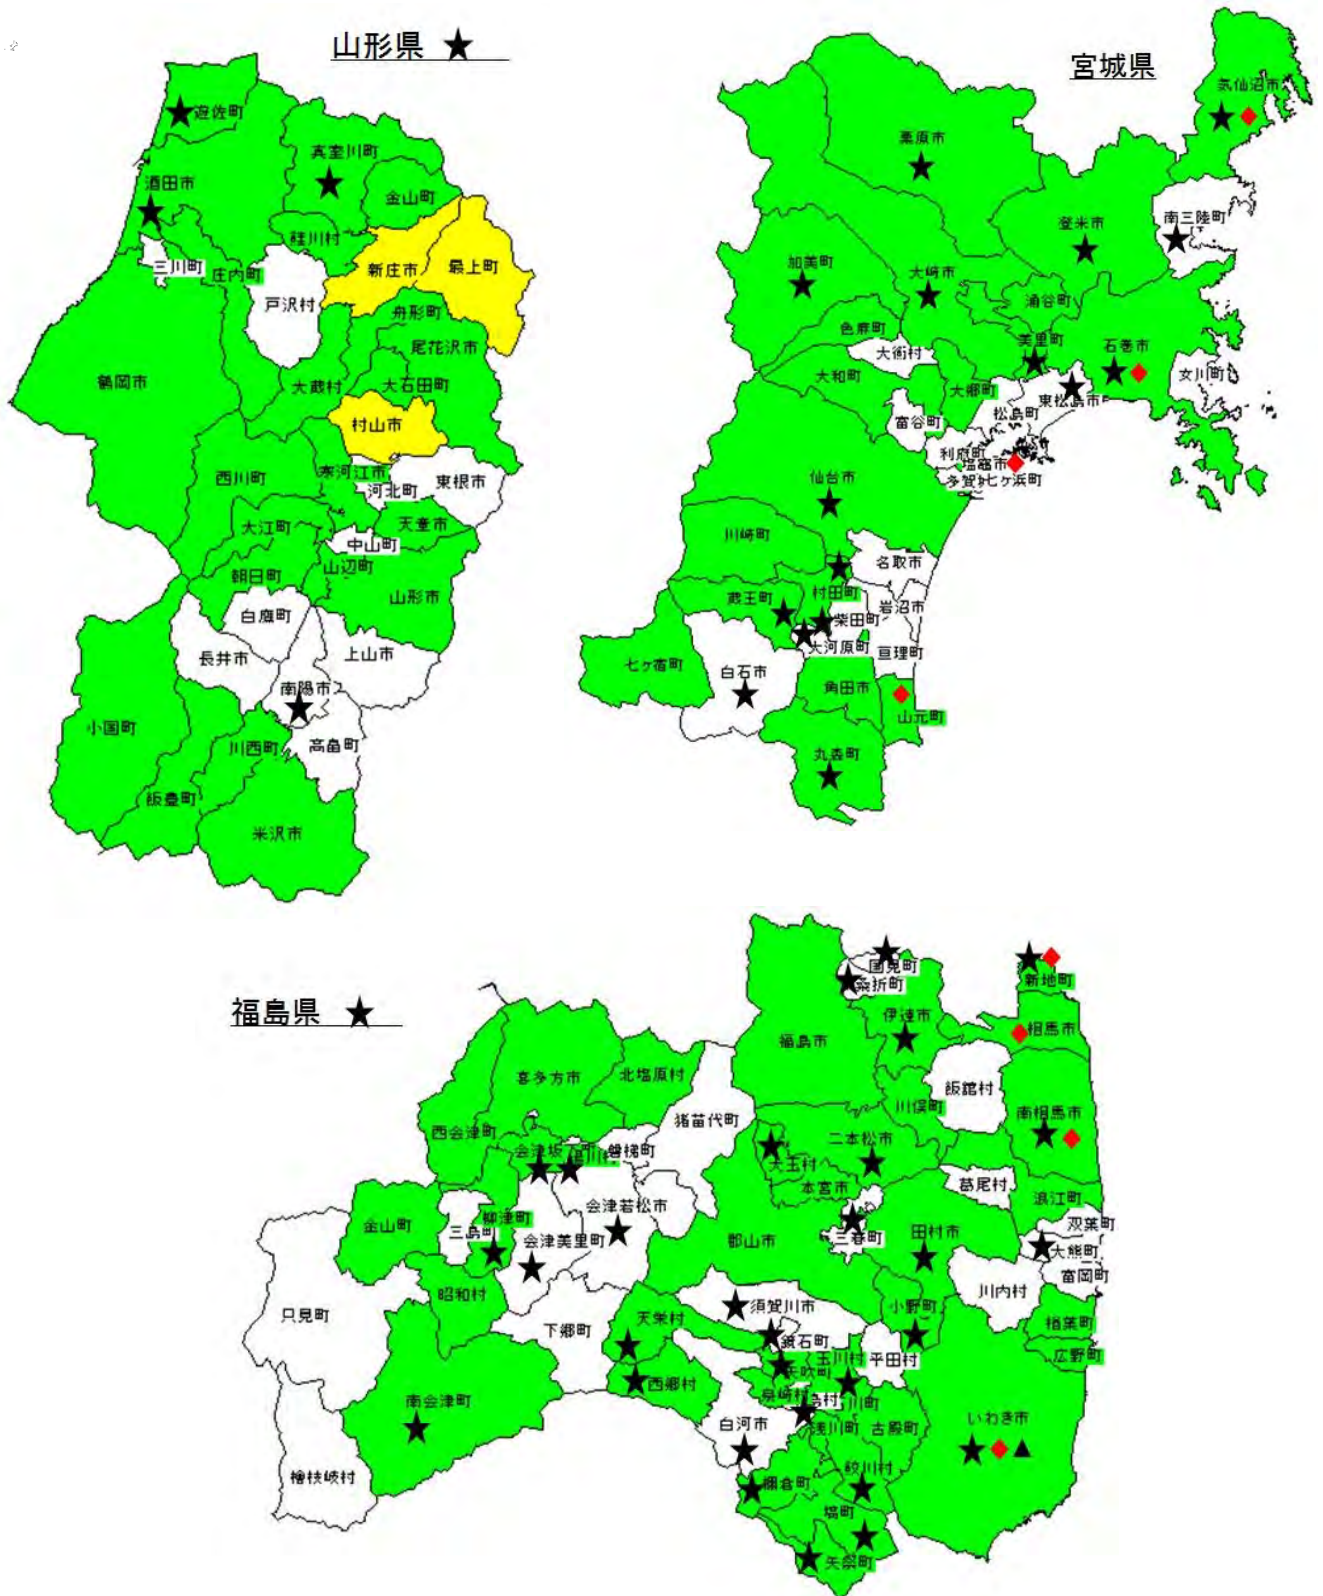 山形県 ★
遊佐町
真室川町
酒田市
金山町
鮭川村
三川町
庄内町
新庄市
最上町
戸沢村
舟形町
尾花沢市
鶴岡市
大蔵村
大石田町
村山市
西川町
寒河江市
河北町
東根市
大江町
天童市
中山町
朝日町
山辺町
山形市
白鷹町
長井市
上山市
南陽市
小国町
川西町
高畠町
飯豊町
米沢市
宮城県
気仙沼市
栗原市
南三陸町
登米市
加美町
大崎市
涌谷町
色麻町
美里町
石巻市
大衡村
大和町
大郷町
女川町
東松島市
松島町
富谷町
利府町
塩竈市
七ヶ浜町
仙台市
川崎町
名取市
村田町
蔵王町
岩沼市
柴田町
大河原町
亘理町
七ヶ宿町
白石市
角田市
山元町
丸森町
福島県 ★
国見町
桑折町
新地町
伊達市
相馬市
福島市
喜多方市
北塩原村
飯舘村
川俣町
南相馬市
猪苗代町
西会津町
二本松市
会津坂下町
湯川村
磐梯町
大玉村
本宮市
葛尾村
浪江町
会津若松市
金山町
柳津町
三島町
会津美里町
郡山市
三春町
田村市
双葉町
大熊町
富岡町
昭和村
川内村
只見町
下郷町
天栄村
須賀川市
小野町
鏡石町
楢葉町
玉川村
平田村
矢吹町
広野町
西郷村
泉崎村
南会津町
白河市
浅川町
古殿町
いわき市
檜枝岐村
棚倉町
鮫川村
塙町
矢祭町